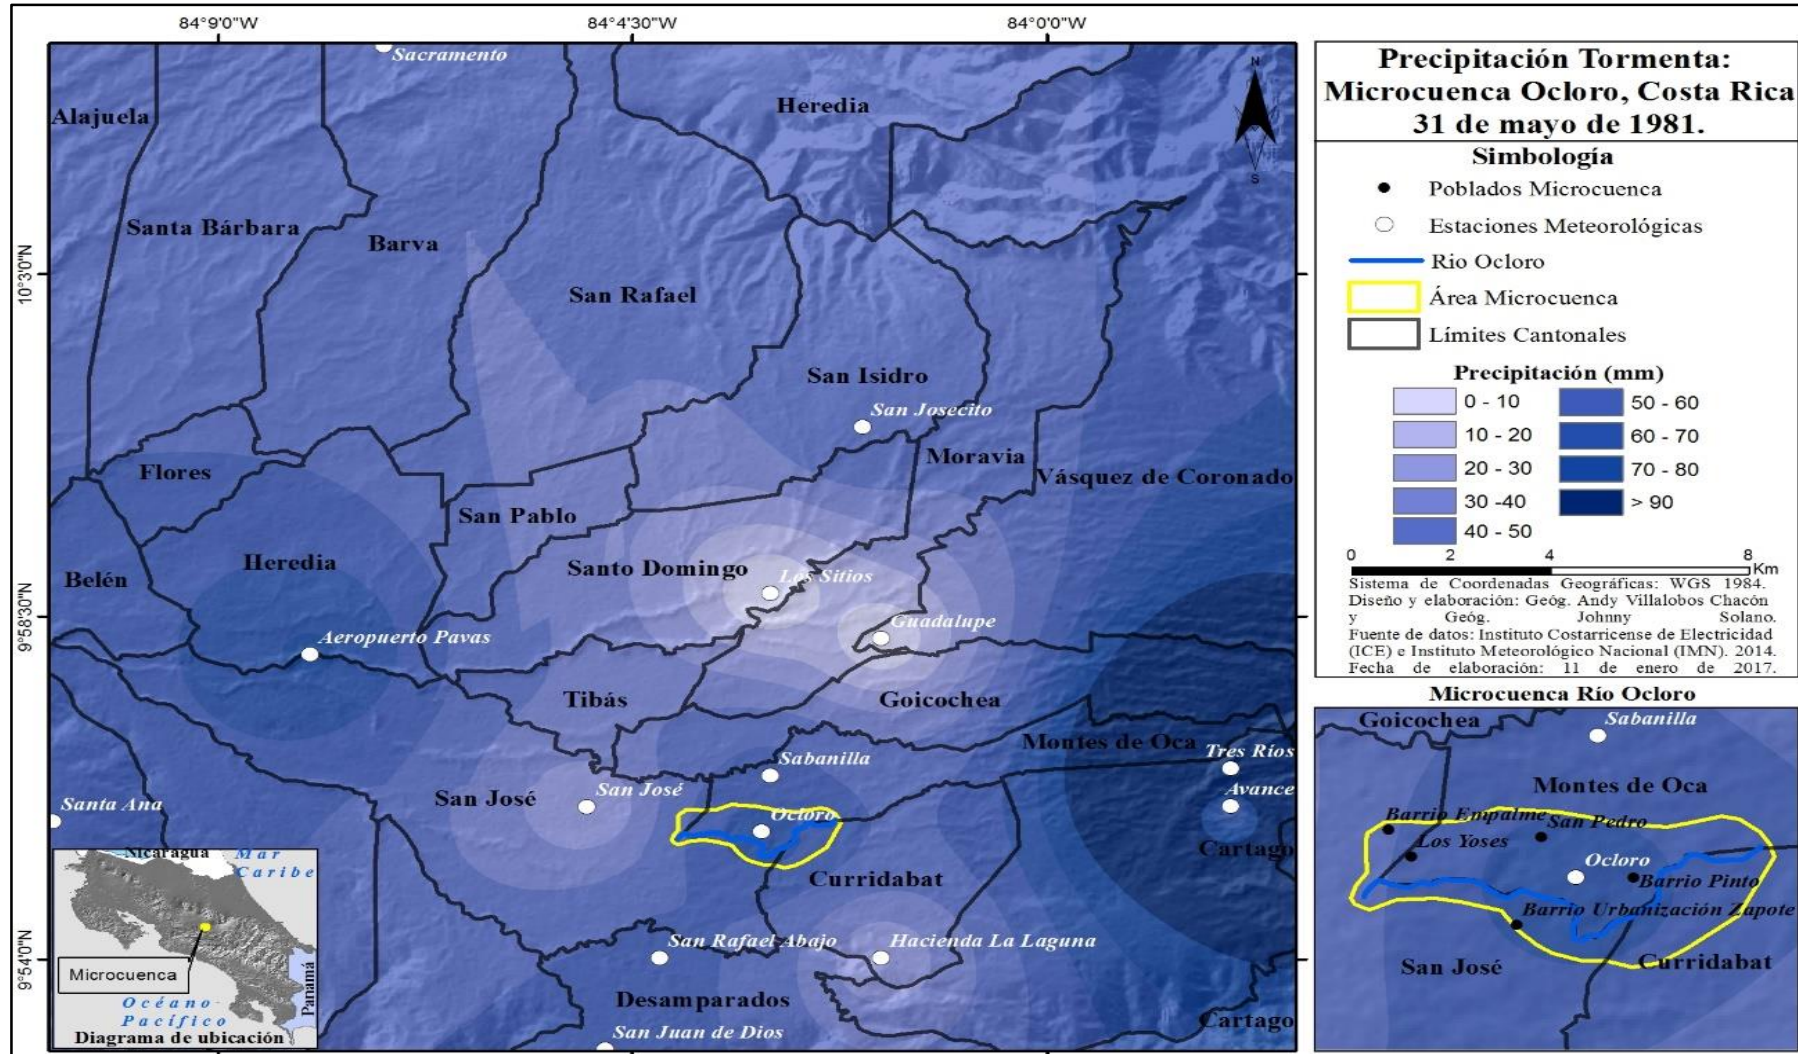 84°9'0"W
84°4'30"W
84°0'0"W
10°3'0"N
9°58'30"N
9°54'0"N
Sacramento
Alajuela
Heredia
Santa Bárbara
Barva
San Rafael
San Isidro
San Josecito
Moravia
Vásquez de Coronado
Flores
San Pablo
Heredia
Belén
Santo Domingo
Los Sitios
Guadalupe
Aeropuerto Pavas
Tibás
Goicochea
Montes de Oca
Tres Ríos
Sabanilla
San José
San José
Avance
Santa Ana
Ocloro
Cartago
Curridabat
San Rafael Abajo
Hacienda La Laguna
Desamparados
San Juan de Dios
Cartago
Nicaragua
Mar
Caribe
Microcuenca
Océano
Pacífico
Panamá
Diagrama de ubicación
Precipitación Tormenta:
Microcuenca Ocloro, Costa Rica
31 de mayo de 1981.
N
S
Simbología
Poblados Microcuenca
Estaciones Meteorológicas
Rio Ocloro
Área Microcuenca
Límites Cantonales
Precipitación (mm)
0 - 10
10 - 20
20 - 30
30 -40
40 - 50
50 - 60
60 - 70
70 - 80
> 90
0 2 4 8
Km
Sistema de Coordenadas Geográficas: WGS 1984.
Diseño y elaboración: Geóg. Andy Villalobos Chacón
y Geóg. Johnny Solano.
Fuente de datos: Instituto Costarricense de Electricidad
(ICE) e Instituto Meteorológico Nacional (IMN). 2014.
Fecha de elaboración: 11 de enero de 2017.
Microcuenca Río Ocloro
Goicochea
Sabanilla
Montes de Oca
Barrio Empalme
San Pedro
Los Yoses
Ocloro
Barrio Pinto
Barrio Urbanización Zapote
San José
Curridabat